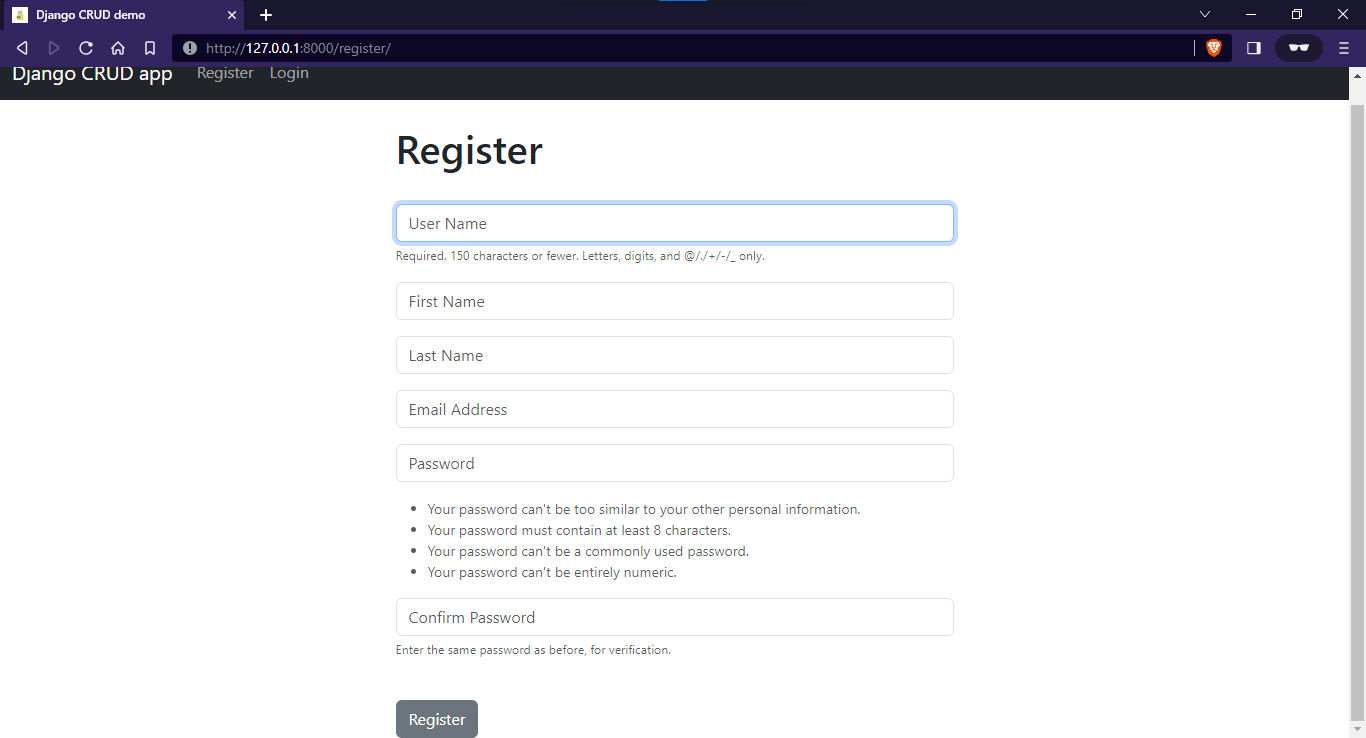 Django CRUD demo
http://127.0.0.1:8000/register/
Django CRUD app Register Login
Register
User Name
Required. 150 characters or fewer. Letters, digits, and @/./+/-/_ only.
First Name
Last Name
Email Address
Password
Your password can't be too similar to your other personal information.
Your password must contain at least 8 characters.
Your password can't be a commonly used password.
Your password can't be entirely numeric.
Confirm Password
Enter the same password as before, for verification.
Register